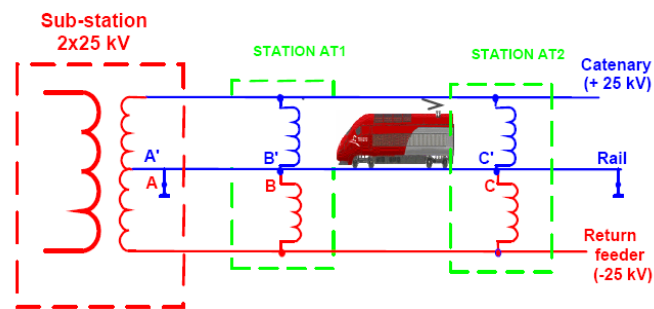 Sub-station
2x25 kV
STATION AT1
STATION AT2
Catenary
(+ 25 kV)
A'
B'
C'
Rail
A
B
C
Return
feeder
(-25 kV)